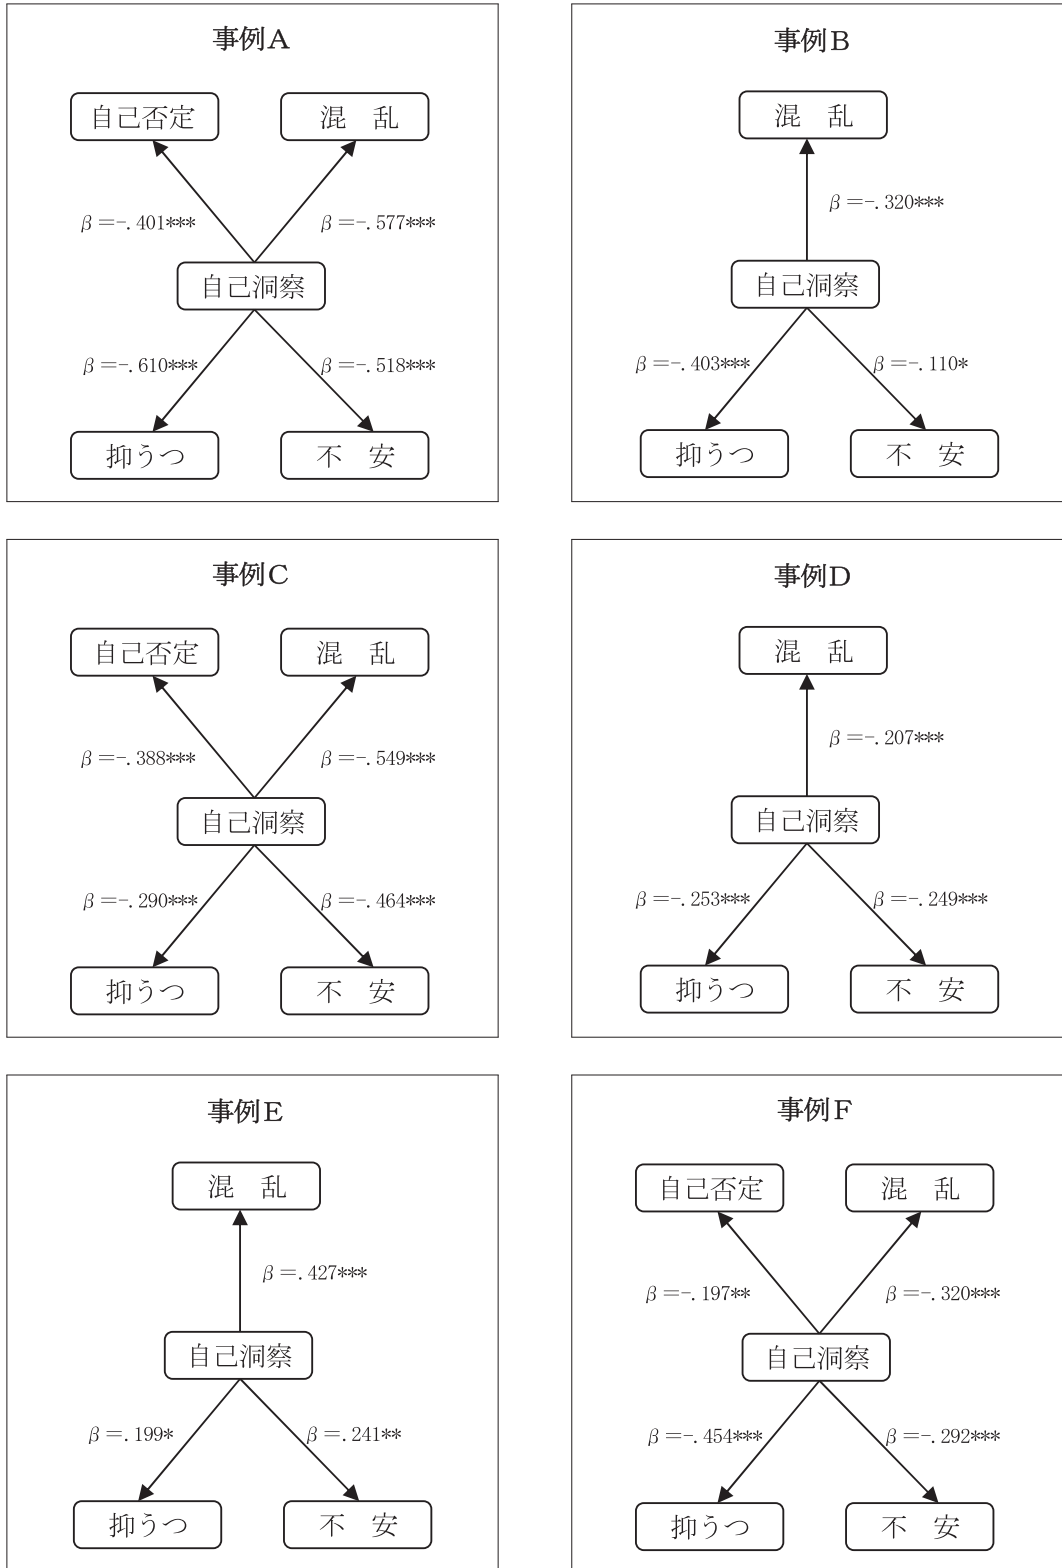 事例A
自己否定
混　乱
β＝-.401***
β＝-.577***
自己洞察
β＝-.610***
β＝-.518***
抑うつ
不　安
事例B
混　乱
β＝-.320***
自己洞察
β＝-.403***
β＝-.110*
抑うつ
不　安
事例C
自己否定
混　乱
β＝-.388***
β＝-.549***
自己洞察
β＝-.290***
β＝-.464***
抑うつ
不　安
事例D
混　乱
β＝-.207***
自己洞察
β＝-.253***
β＝-.249***
抑うつ
不　安
事例E
混　乱
β＝.427***
自己洞察
β＝.199*
β＝.241**
抑うつ
不　安
事例F
自己否定
混　乱
β＝-.197**
β＝-.320***
自己洞察
β＝-.454***
β＝-.292***
抑うつ
不　安